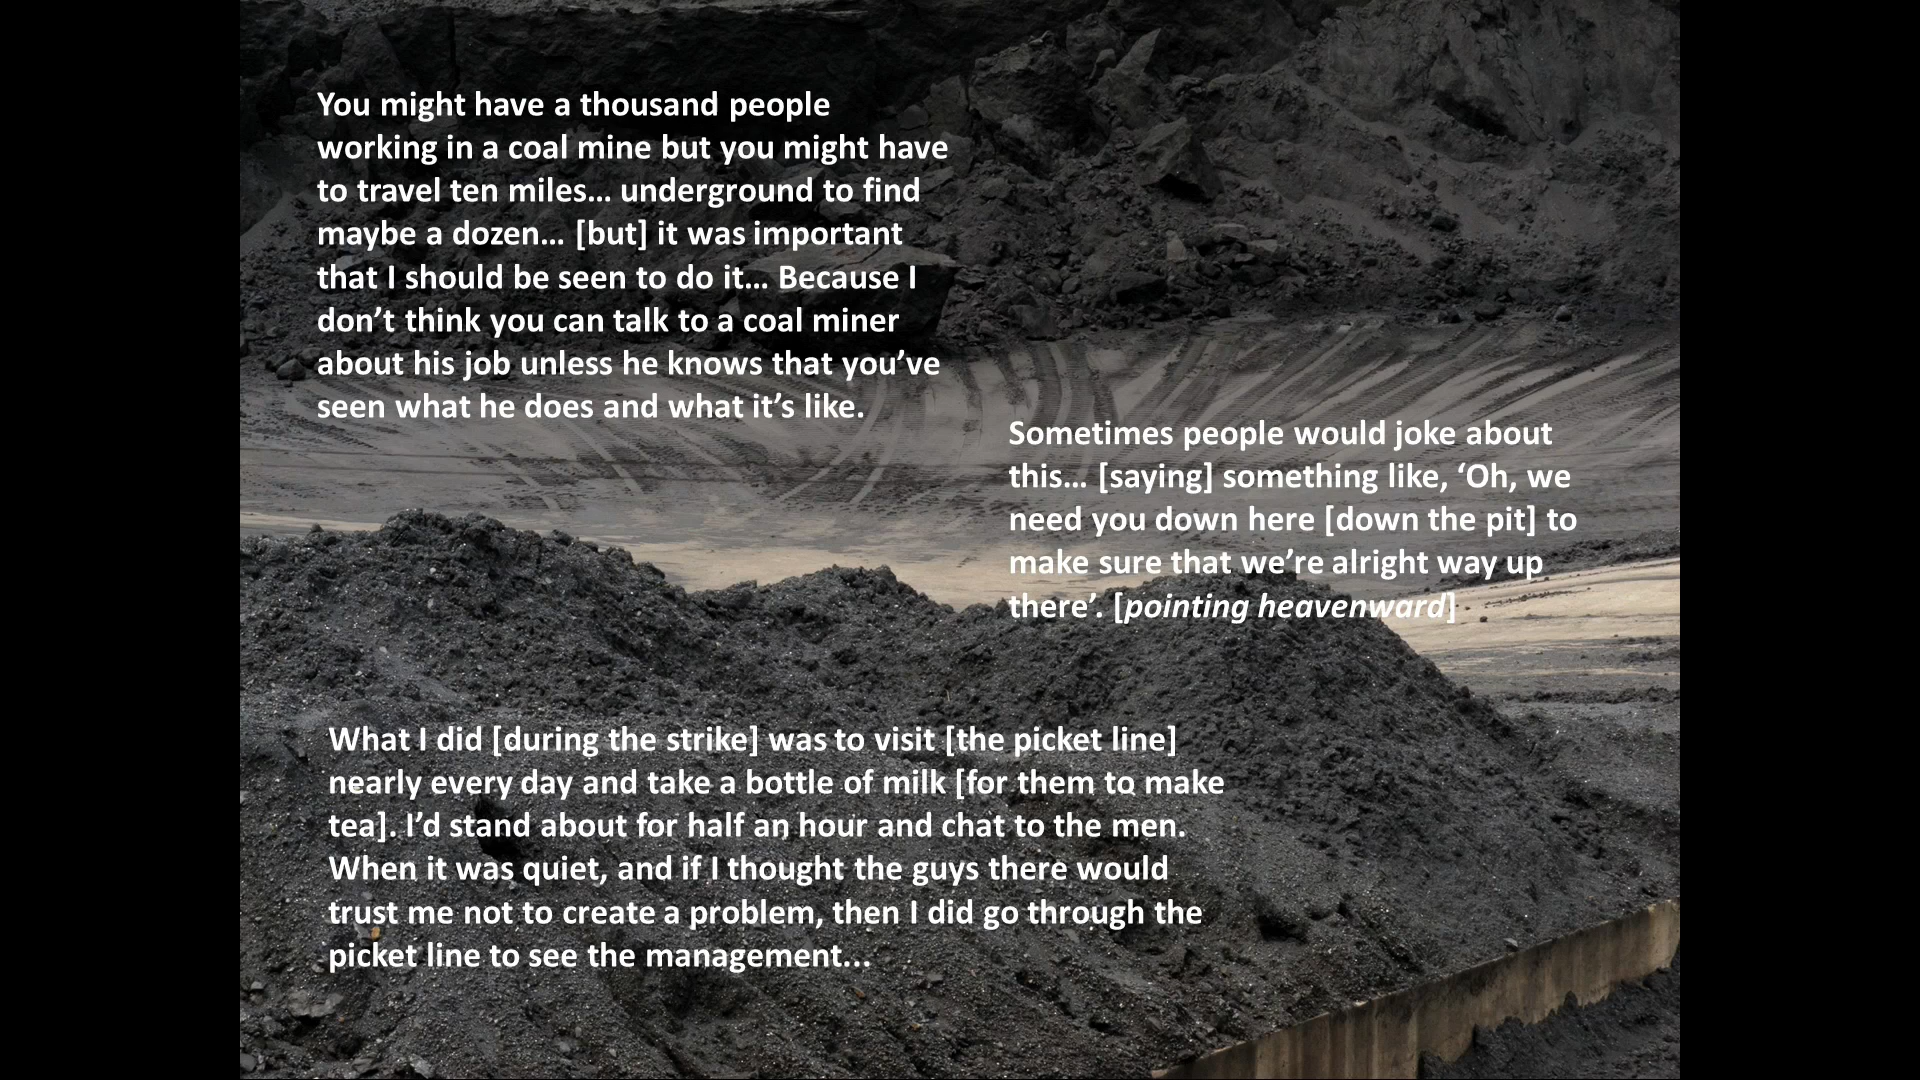 You might have a thousand people
working in a coal mine but you might have
to travel ten miles… underground to find
maybe a dozen… [but] it was important
that I should be seen to do it… Because I
don’t think you can talk to a coal miner
about his job unless he knows that you’ve
seen what he does and what it’s like.
Sometimes people would joke about
this… [saying] something like, ‘Oh, we
need you down here [down the pit] to
make sure that we’re alright way up
there’. [pointing heavenward]
What I did [during the strike] was to visit [the picket line]
nearly every day and take a bottle of milk [for them to make
tea]. I’d stand about for half an hour and chat to the men.
When it was quiet, and if I thought the guys there would
trust me not to create a problem, then I did go through the
picket line to see the management...